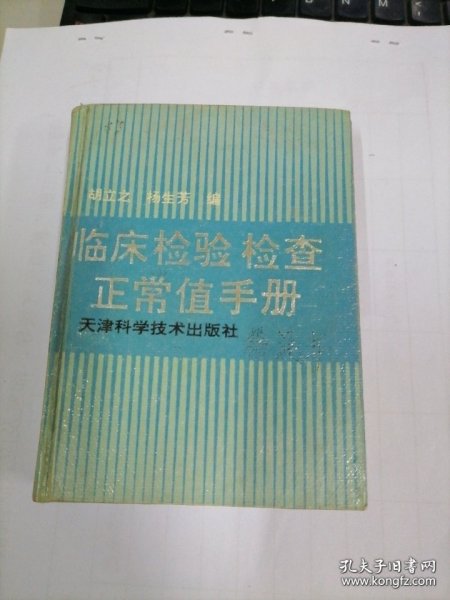 胡立之 杨生芳 编
临床检验检查
正常值手册
天津科学技术出版社
孔夫子旧书网
www.kongfz.com